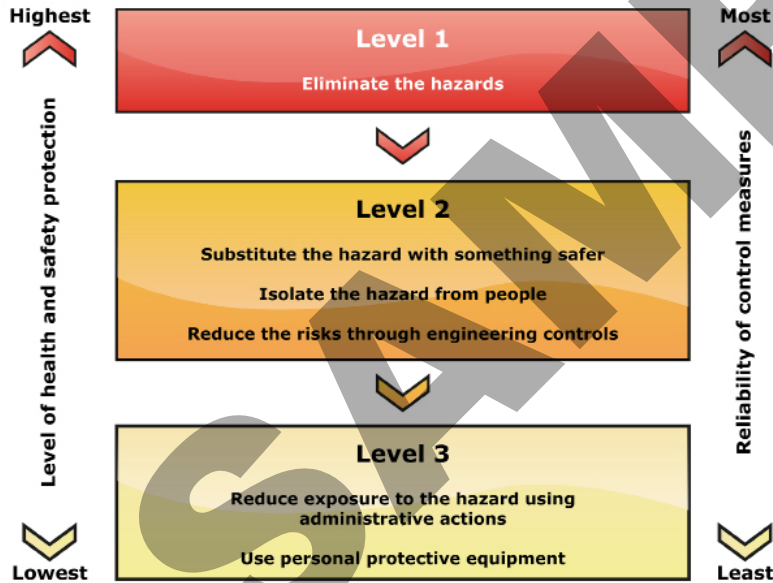 Highest
Most
Level 1
Eliminate the hazards
Level of health and safety protection
Reliability of control measures
Level 2
Substitute the hazard with something safer
Isolate the hazard from people
Reduce the risks through engineering controls
Level 3
Reduce exposure to the hazard using
administrative actions
Use personal protective equipment
Lowest
Least
SAM